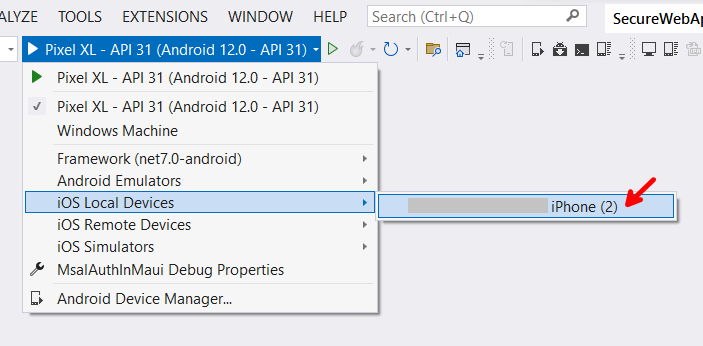 ALYZE TOOLS EXTENSIONS WINDOW HELP Search (Ctrl+Q) SecureWebAp
Pixel XL - API 31 (Android 12.0 - API 31)
Pixel XL - API 31 (Android 12.0 - API 31)
Pixel XL - API 31 (Android 12.0 - API 31)
Windows Machine
Framework (net7.0-android)
Android Emulators
iOS Local Devices
iPhone (2)
iOS Remote Devices
iOS Simulators
MsalAuthInMaui Debug Properties
Android Device Manager...